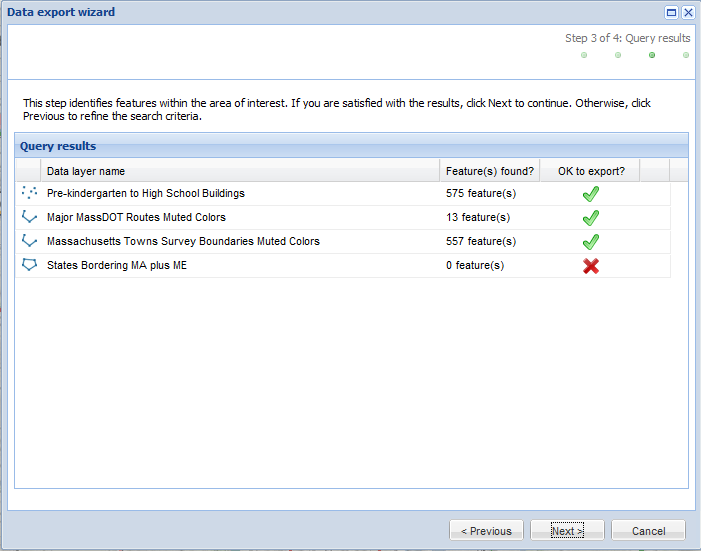 Data export wizard
Step 3 of 4: Query results
This step identifies features within the area of interest. If you are satisfied with the results, click Next to continue. Otherwise, click
Previous to refine the search criteria.
Query results
Data layer name Feature(s) found? OK to export?
Pre-kindergarten to High School Buildings 575 feature(s)
Major MassDOT Routes Muted Colors 13 feature(s)
Massachusetts Towns Survey Boundaries Muted Colors 557 feature(s)
States Bordering MA plus ME 0 feature(s)
< Previous Next > Cancel